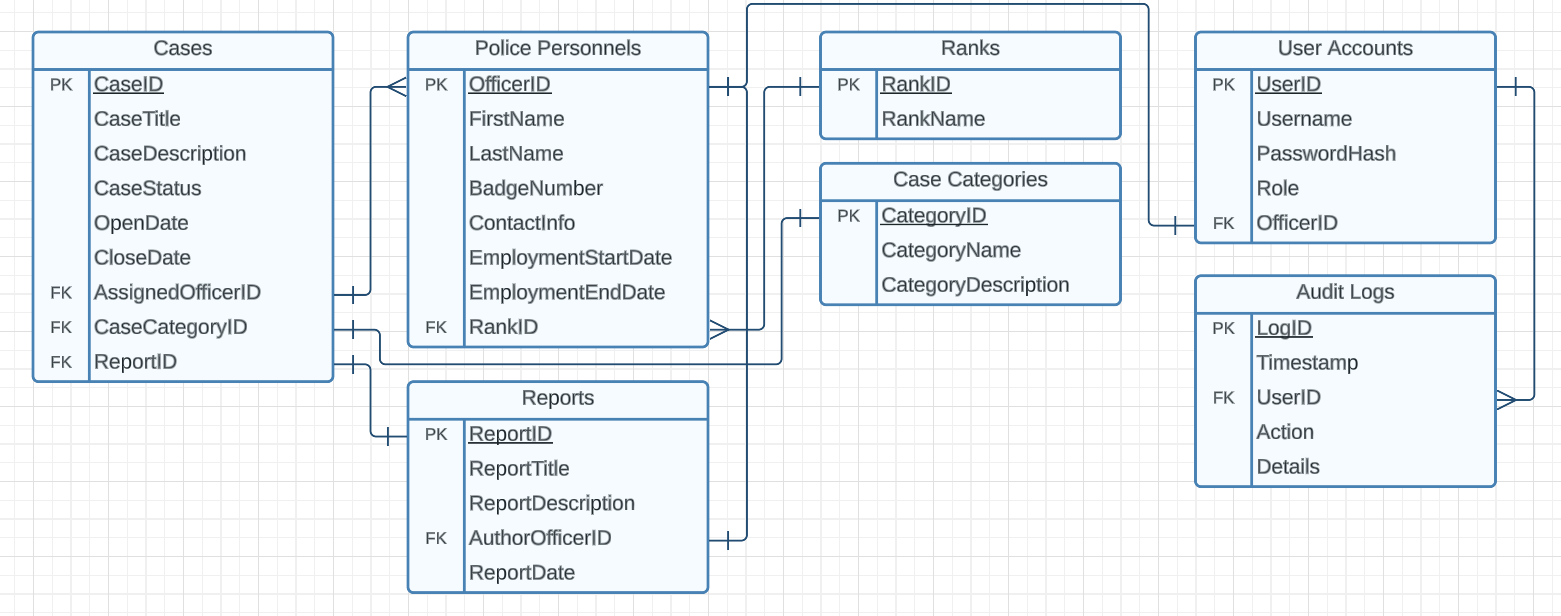 Cases
PK CaseID
CaseTitle
CaseDescription
CaseStatus
OpenDate
CloseDate
FK AssignedOfficerID
FK CaseCategoryID
FK ReportID
Police Personnels
PK OfficerID
FirstName
LastName
BadgeNumber
ContactInfo
EmploymentStartDate
EmploymentEndDate
FK RankID
Reports
PK ReportID
ReportTitle
ReportDescription
FK AuthorOfficerID
ReportDate
Ranks
PK RankID
RankName
Case Categories
PK CategoryID
CategoryName
CategoryDescription
User Accounts
PK UserID
Username
PasswordHash
Role
FK OfficerID
Audit Logs
PK LogID
Timestamp
FK UserID
Action
Details